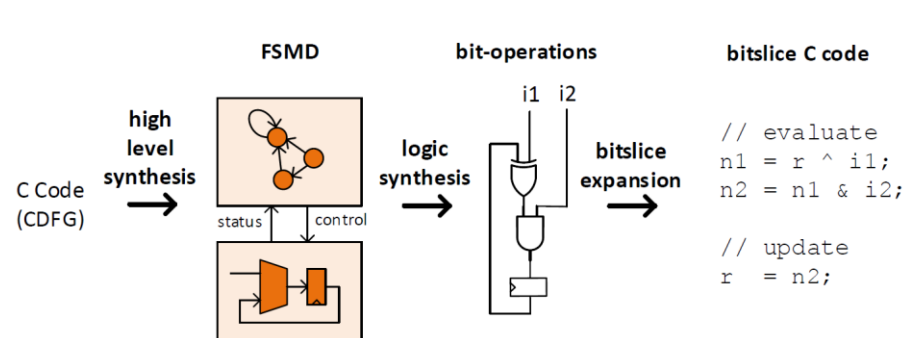 FSMD
bit-operations
bitslice C code
high
level
synthesis
C Code
(CDFG)
status
control
logic
synthesis
i1 i2
bitslice
expansion
// evaluate
n1 = r ^ i1;
n2 = n1 & i2;
// update
r = n2;